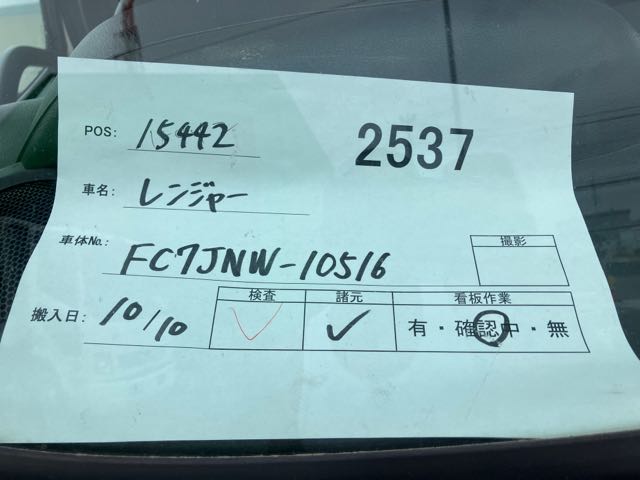 POS: 15442
2537
車名: レンジャー
車体No.: FC7JNW-10516
撮影
搬入日: 10/10
検査 諸元 看板作業
✓ ✓ 有・確認中・無